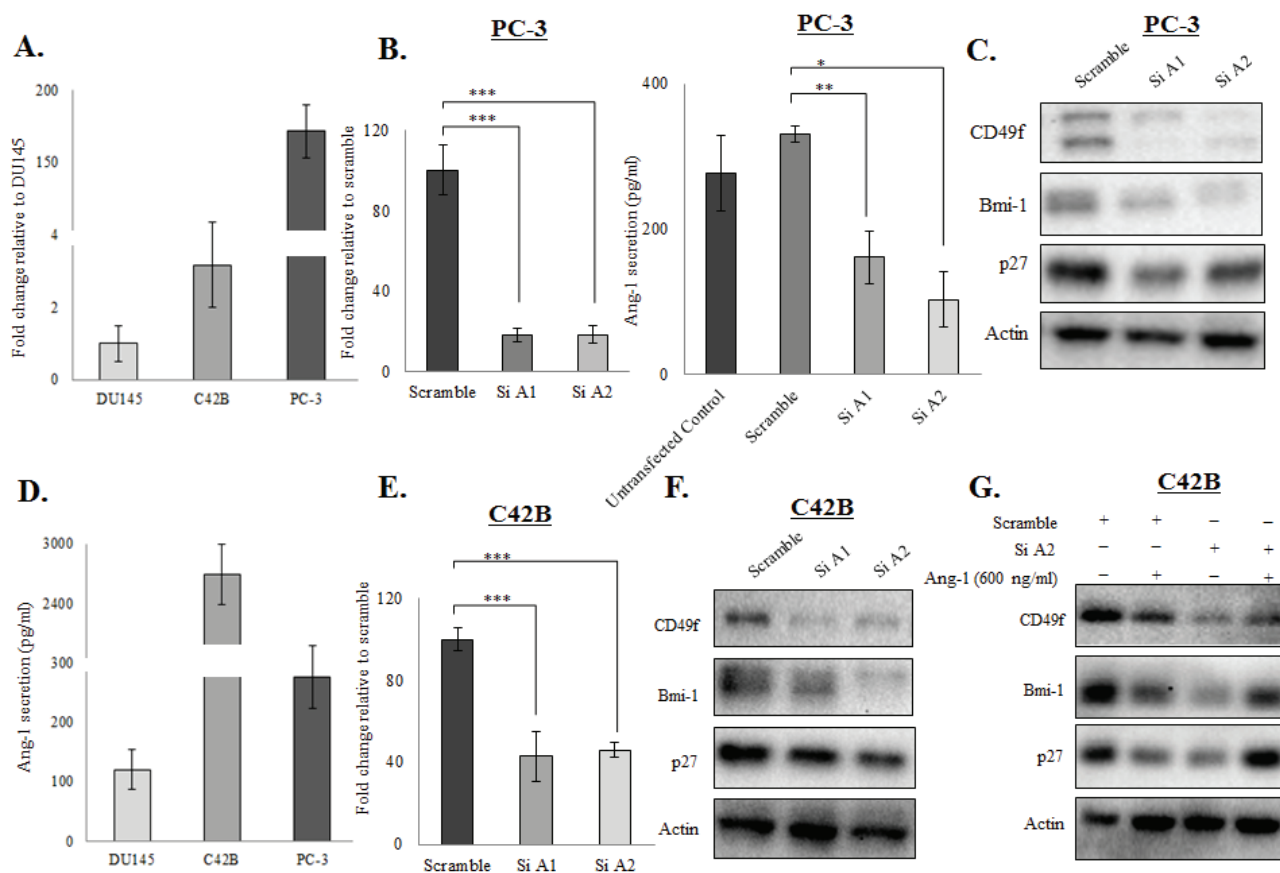 A.
Fold change relative to DU145
200
150
4
2
0
DU145 C42B PC-3
B.
PC-3
Fold change relative to scramble
120
80
40
0
***
***
Scramble Si A1 Si A2
PC-3
Ang-1 secretion (pg/ml)
400
200
0
*
**
Untransfected Control Scramble Si A1 Si A2
C.
PC-3
Scramble Si A1 Si A2
CD49f
Bmi-1
p27
Actin
D.
Ang-1 secretion (pg/ml)
3000
2400
300
200
100
0
DU145 C42B PC-3
E.
C42B
Fold change relative to scramble
120
80
40
0
***
***
Scramble Si A1 Si A2
F.
C42B
Scramble Si A1 Si A2
CD49f
Bmi-1
p27
Actin
G.
C42B
Scramble + + – –
Si A2 – – + +
Ang-1 (600 ng/ml) – + – +
CD49f
Bmi-1
p27
Actin